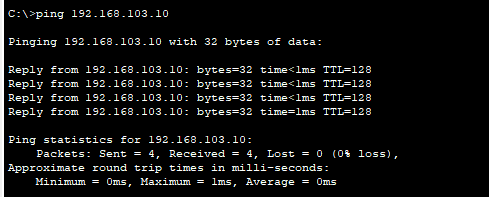 C:\>ping 192.168.103.10
Pinging 192.168.103.10 with 32 bytes of data:
Reply from 192.168.103.10: bytes=32 time<1ms TTL=128
Reply from 192.168.103.10: bytes=32 time<1ms TTL=128
Reply from 192.168.103.10: bytes=32 time<1ms TTL=128
Reply from 192.168.103.10: bytes=32 time=1ms TTL=128
Ping statistics for 192.168.103.10:
Packets: Sent = 4, Received = 4, Lost = 0 (0% loss),
Approximate round trip times in milli-seconds:
Minimum = 0ms, Maximum = 1ms, Average = 0ms